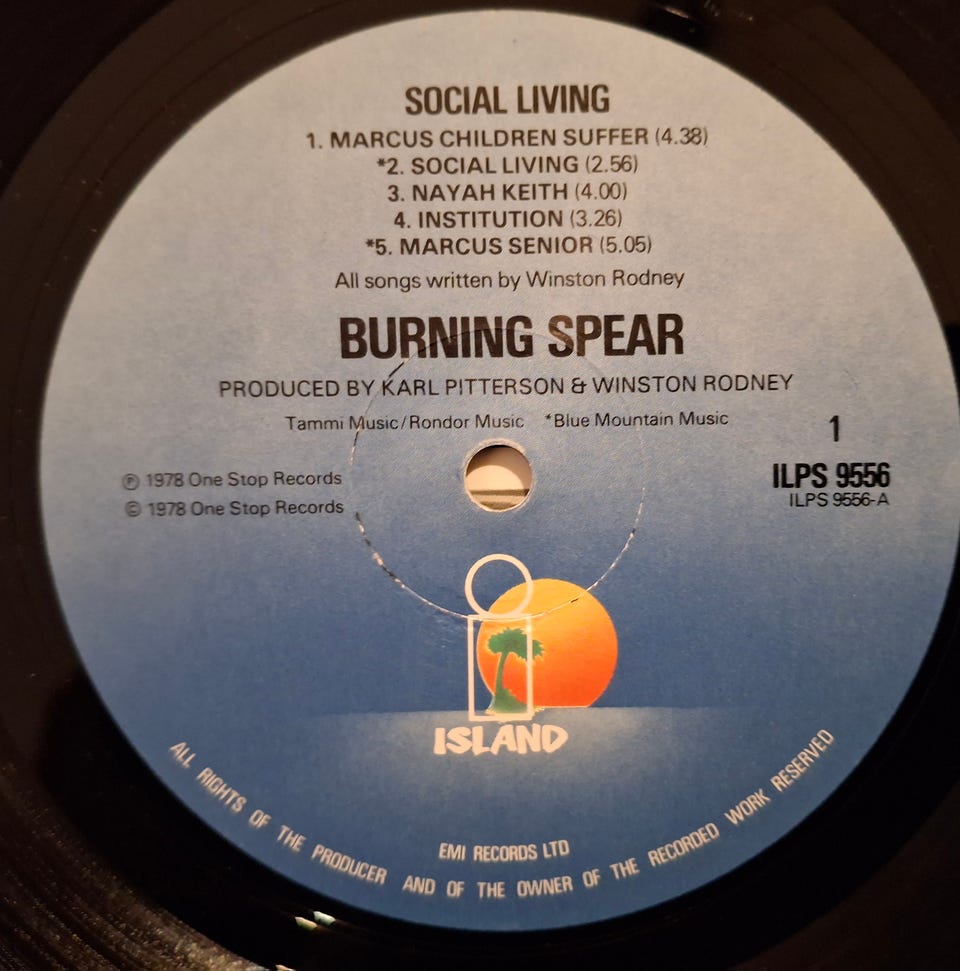 SOCIAL LIVING
1. MARCUS CHILDREN SUFFER (4.38)
*2. SOCIAL LIVING (2.56)
3. NAYAH KEITH (4.00)
4. INSTITUTION (3.26)
*5. MARCUS SENIOR (5.05)
All songs written by Winston Rodney
BURNING SPEAR
PRODUCED BY KARL PITTERSON & WINSTON RODNEY
Tammi Music/Rondor Music *Blue Mountain Music
1
℗ 1978 One Stop Records
© 1978 One Stop Records
ILPS 9556
ILPS 9556-A
ISLAND
EMI RECORDS LTD
ALL RIGHTS OF THE PRODUCER AND OF THE OWNER OF THE RECORDED WORK RESERVED